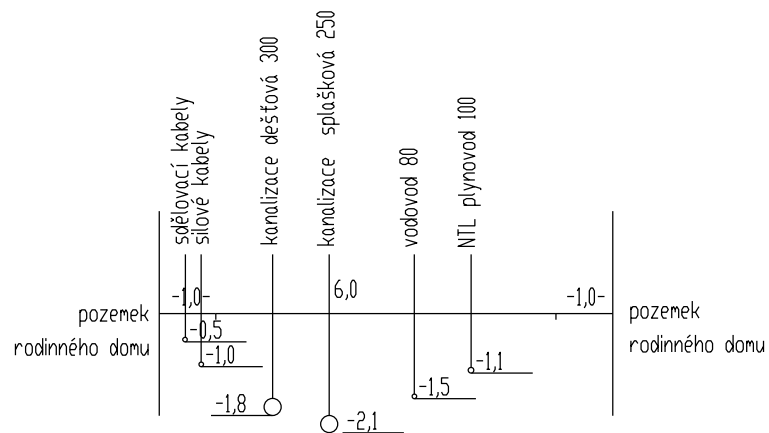 sdělovací kabely
silové kabely
kanalizace dešťová 300
kanalizace splašková 250
vodovod 80
NTL plynovod 100
-1,0-
6,0
-1,0-
pozemek
rodinného domu
pozemek
rodinného domu
-0,5
-1,0
-1,1
-1,5
-1,8
-2,1